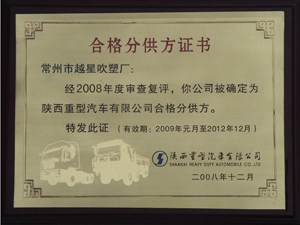 合格分供方证书
常州市越星吹塑厂：
经2008年度审查复评，你公司被确定为
陕西重型汽车有限公司合格分供方。
特发此证（有效期：2009年元月至2012年12月）
陕西重型汽车有限公司
SHAANXI HEAVY DUTY AUTOMOBILE CO.,LTD
二00八年十二月